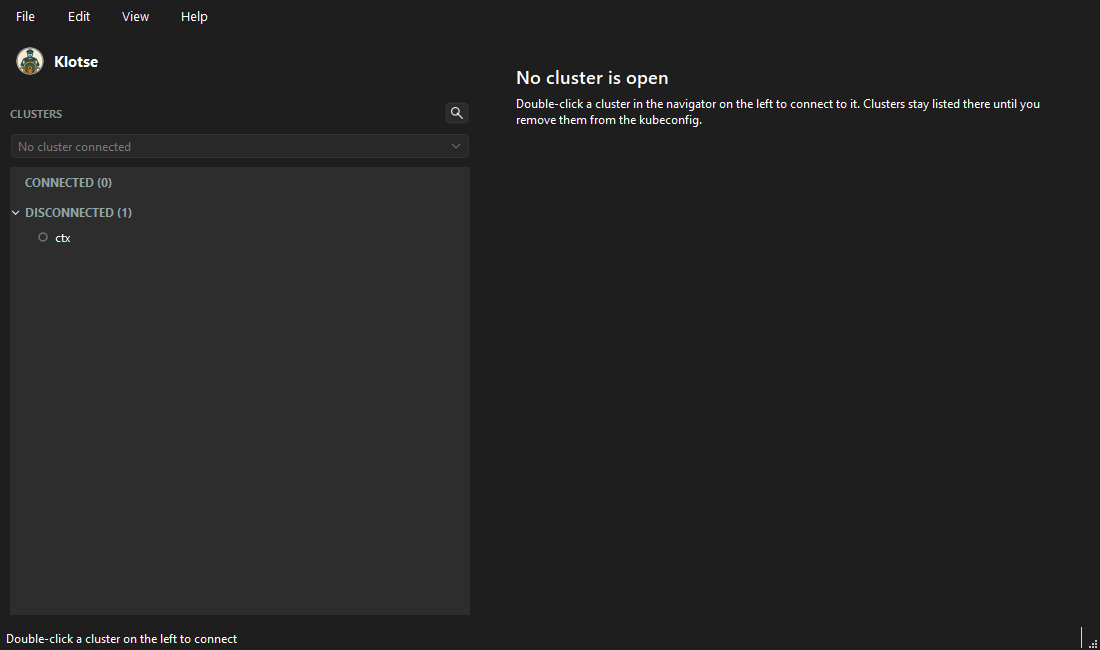 File Edit View Help
Klotse
CLUSTERS
No cluster connected
CONNECTED (0)
DISCONNECTED (1)
ctx
No cluster is open
Double-click a cluster in the navigator on the left to connect to it. Clusters stay listed there until you
remove them from the kubeconfig.
Double-click a cluster on the left to connect